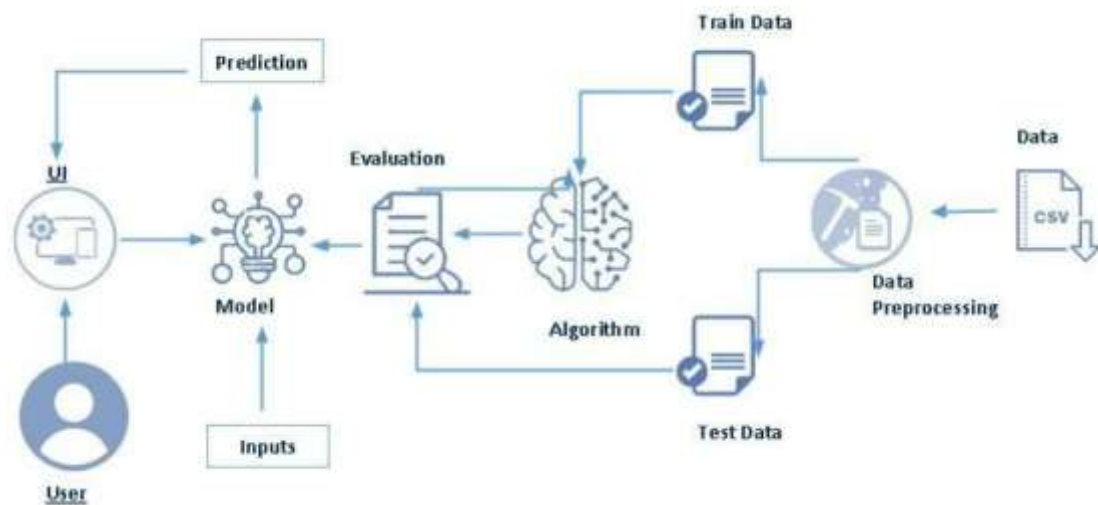 Train Data
Prediction
Data
Evaluation
UI
CSV
Data
Preprocessing
Model
Algorithm
Test Data
Inputs
User